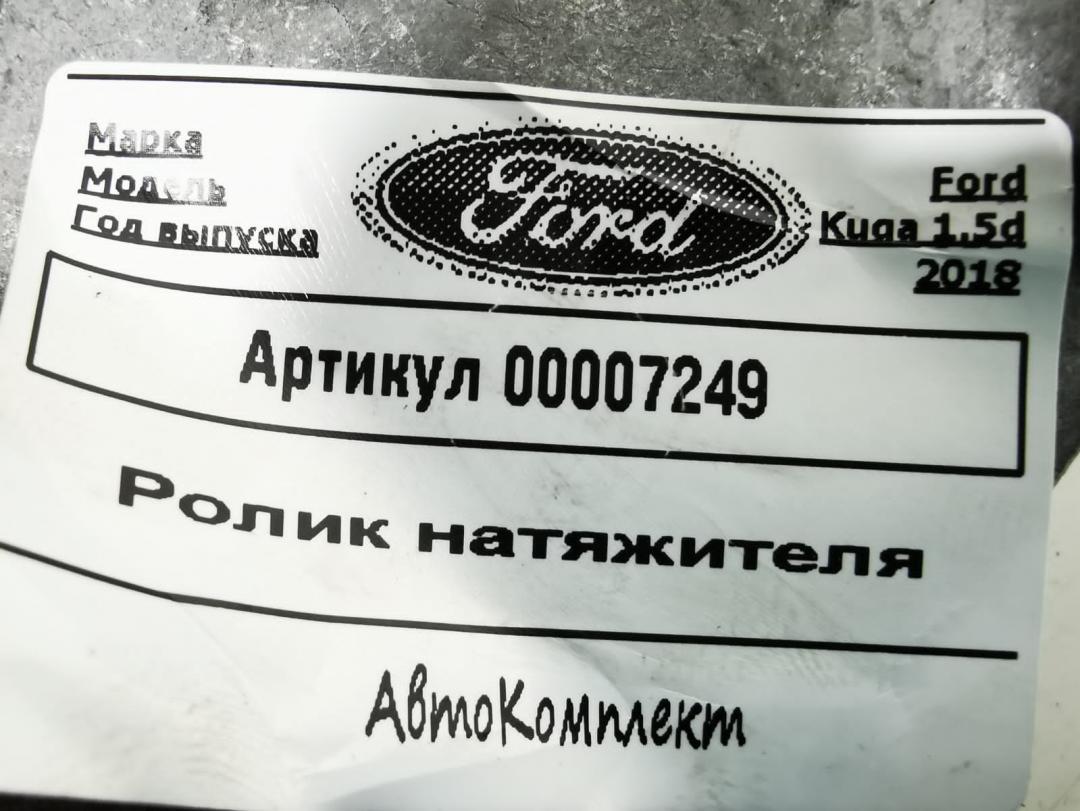 Марка Ford Ford
Модель Kuga 1.5d
Год выпуска 2018
Артикул 00007249
Ролик натяжителя
АвтоКомплект